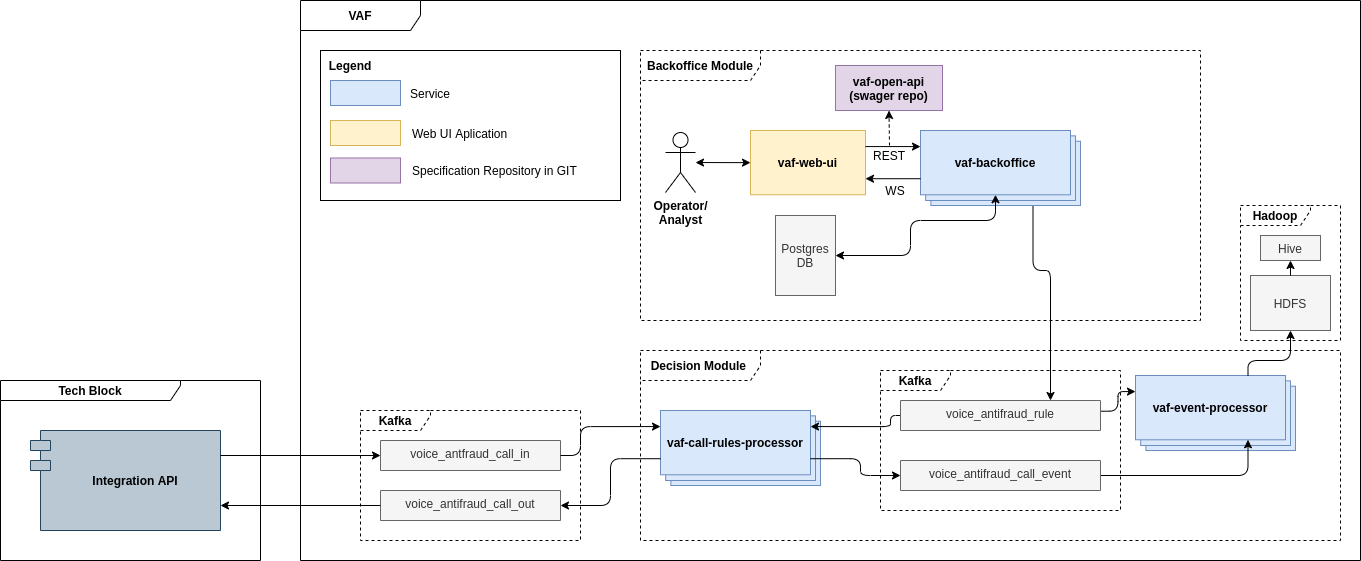 VAF
Legend
Service
Web UI Aplication
Specification Repository in GIT
Backoffice Module
vaf-open-api
(swager repo)
Operator/
Analyst
vaf-web-ui
REST
WS
vaf-backoffice
Postgres
DB
Hadoop
Hive
HDFS
Tech Block
Integration API
Kafka
voice_antfraud_call_in
voice_antifraud_call_out
Decision Module
vaf-call-rules-processor
Kafka
voice_antifraud_rule
voice_antifraud_call_event
vaf-event-processor